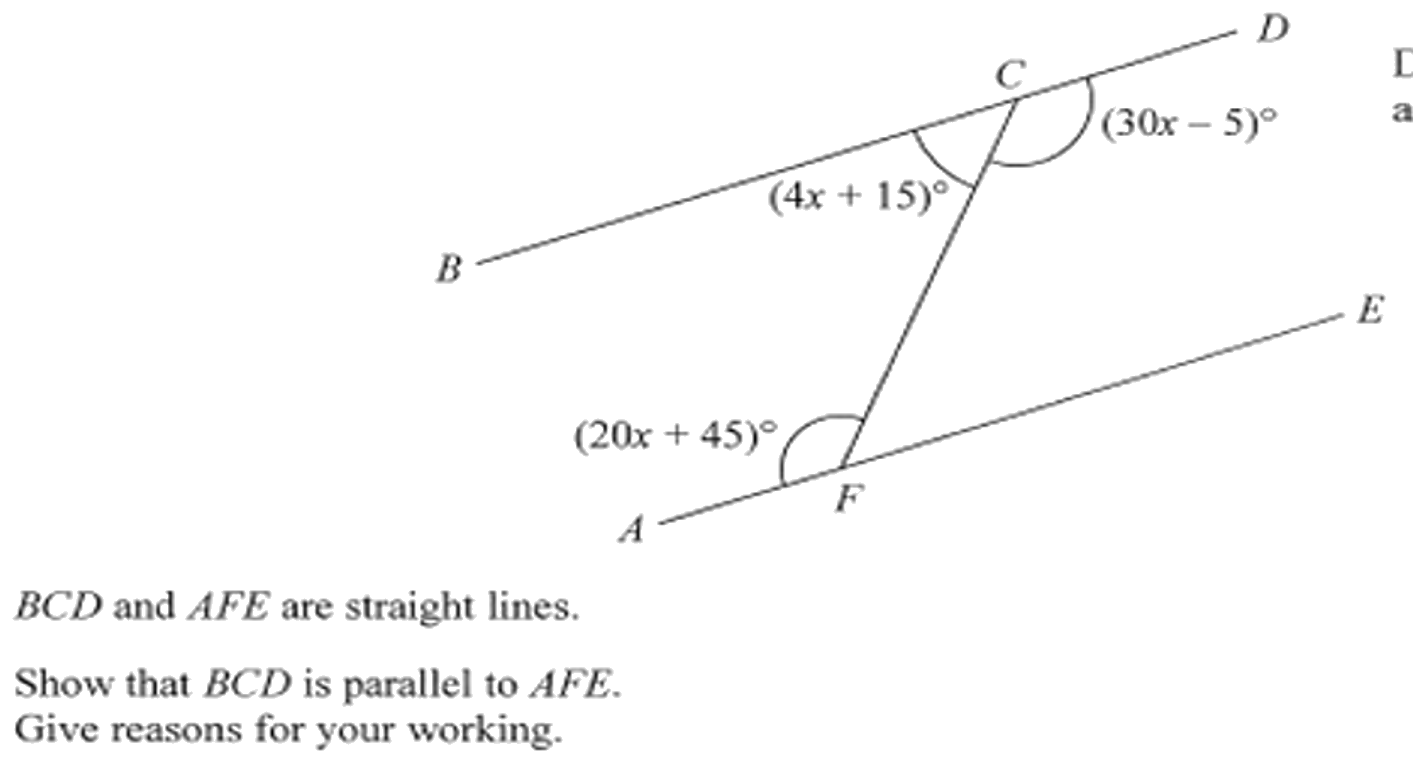 D
C
D
(30x – 5)°
a
(4x + 15)°
B
E
(20x + 45)°
F
A
BCD and AFE are straight lines.
Show that BCD is parallel to AFE.
Give reasons for your working.